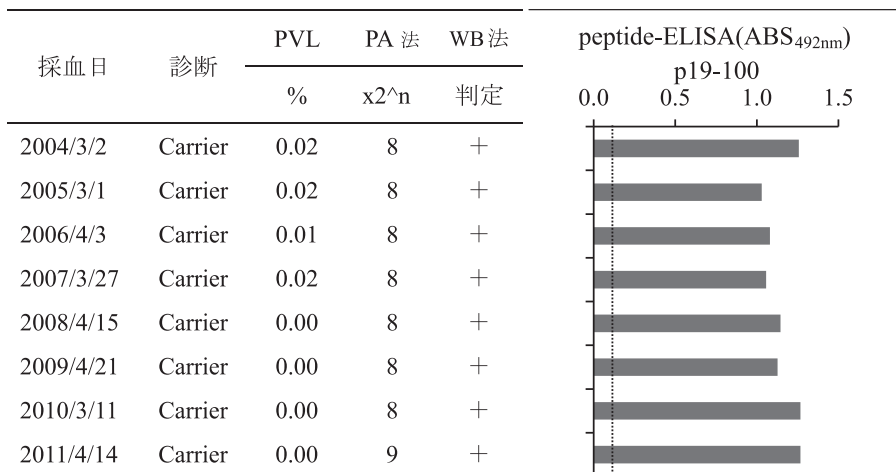 採血日 診断 PVL PA 法 WB法
% x2^n 判定
peptide-ELISA(ABS492nm)
p19-100
0.0 0.5 1.0 1.5
2004/3/2 Carrier 0.02 8 +
2005/3/1 Carrier 0.02 8 +
2006/4/3 Carrier 0.01 8 +
2007/3/27 Carrier 0.02 8 +
2008/4/15 Carrier 0.00 8 +
2009/4/21 Carrier 0.00 8 +
2010/3/11 Carrier 0.00 8 +
2011/4/14 Carrier 0.00 9 +